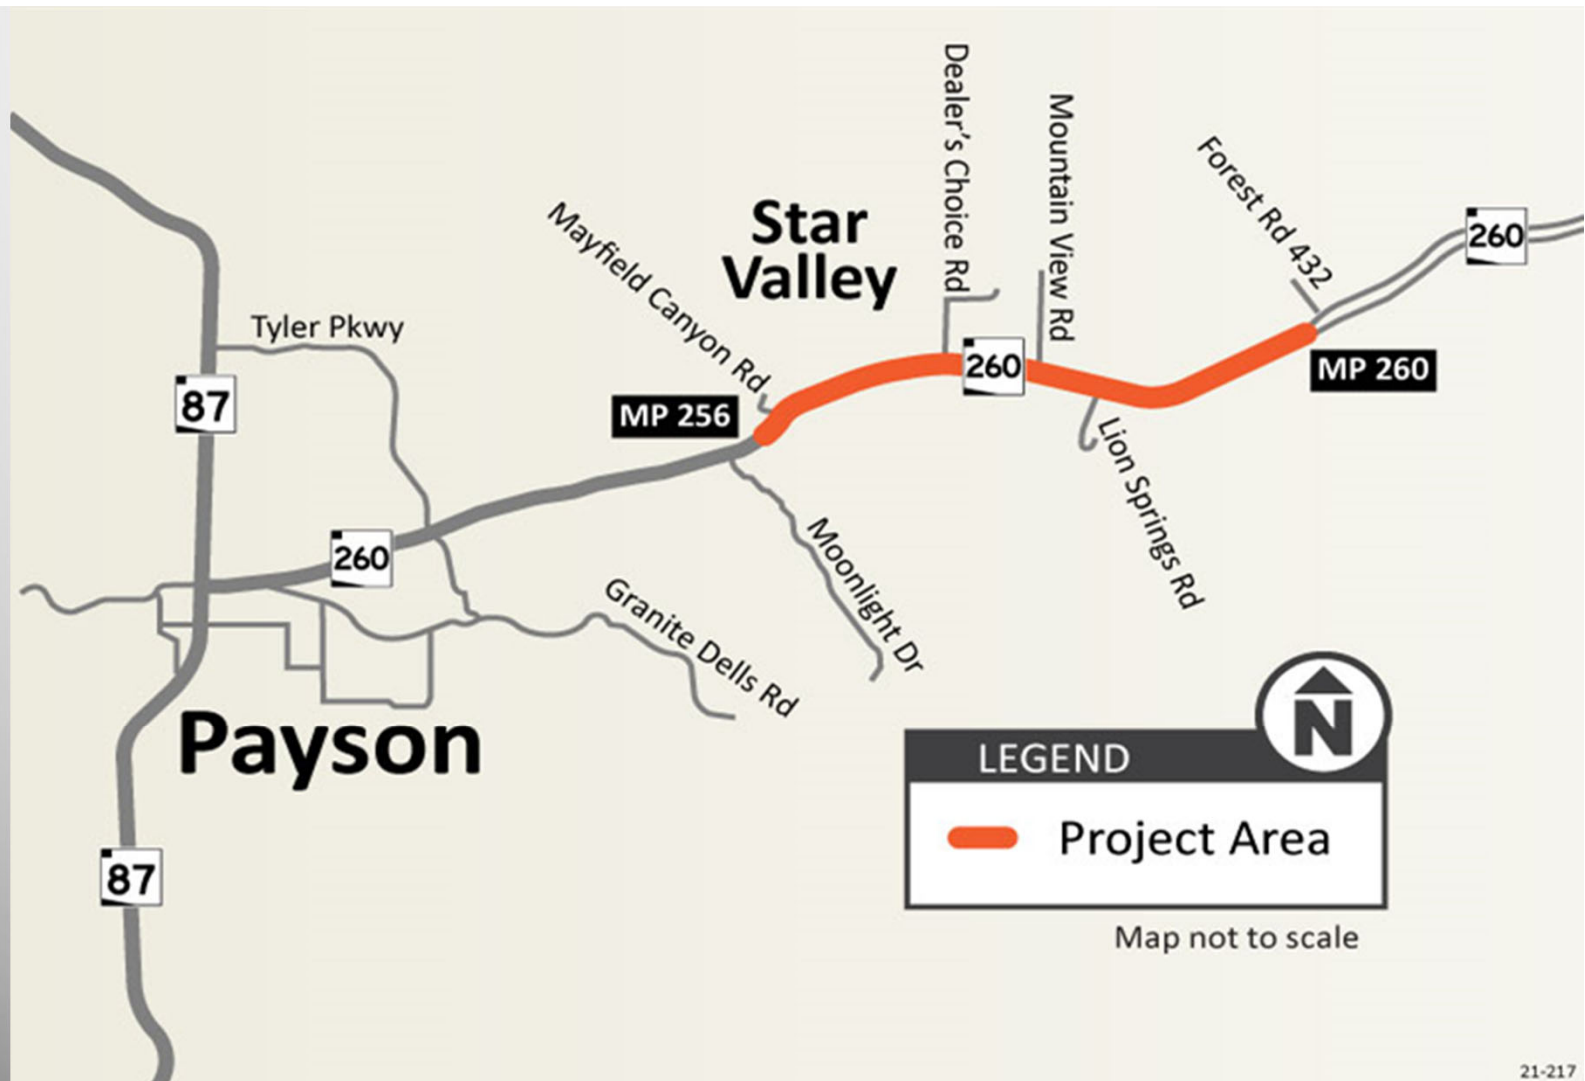 Dealer's Choice Rd
Mountain View Rd
Forest Rd 432
Mayfield Canyon Rd
Star
Valley
260
Tyler Pkwy
87
MP 256
260
MP 260
Lion Springs Rd
260
Moonlight Dr
Granite Dells Rd
Payson
N
LEGEND
Project Area
87
Map not to scale
21-217